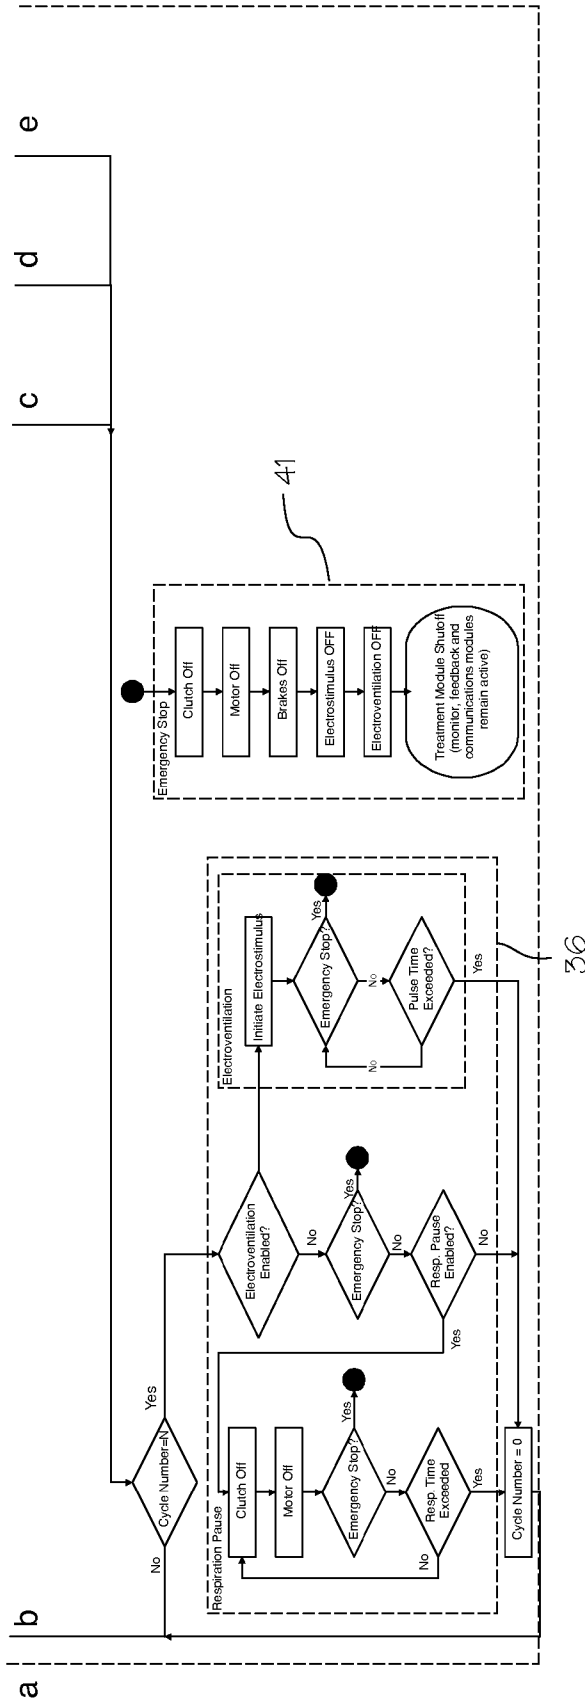 a
b
c
d
e
Cycle Number=N
No
Yes
Respiration Pause
Clutch Off
Motor Off
Emergency Stop?
Yes
No
Resp. Time
Exceeded
No
Yes
Cycle Number = 0
Electroventilation
Enabled?
No
Emergency Stop?
Yes
No
Resp. Pause
Enabled?
Yes
No
Electroventilation
Initiate Electrostimulus
Emergency Stop?
Yes
No
Pulse Time
Exceeded?
No
Yes
36
Emergency Stop
Clutch Off
Motor Off
Brakes Off
Electrostimulus OFF
Electroventilation OFF
Treatment Module Shutoff
(monitor, feedback and
communications modules
remain active)
41